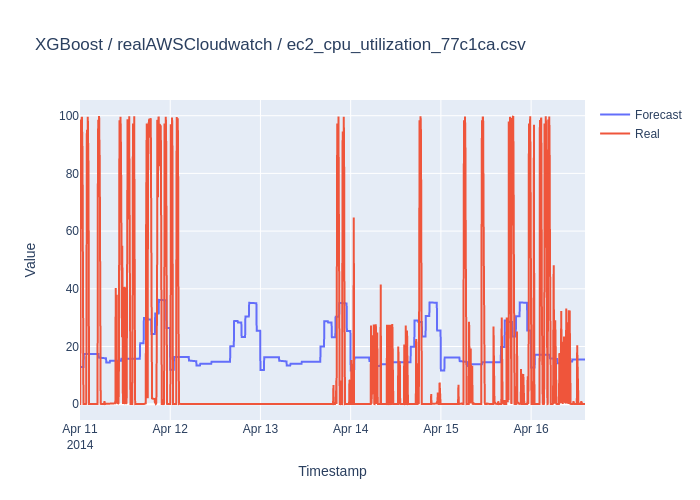 XGBoost / realAWSCloudwatch / ec2_cpu_utilization_77c1ca.csv
Forecast
Real
100
80
60
40
20
0
Value
Apr 11
2014
Apr 12
Apr 13
Apr 14
Apr 15
Apr 16
Timestamp